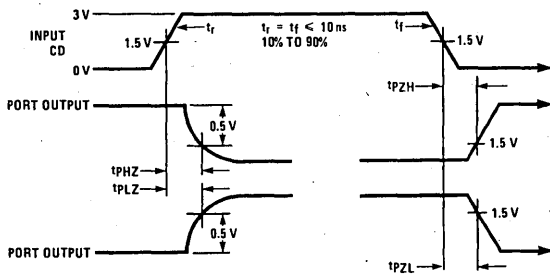 3 V
INPUT
CD
1.5 V
0 V
tr
tr = tf ≤ 10 ns
10% TO 90%
tf
1.5 V
PORT OUTPUT
0.5 V
tPZH
1.5 V
tPHZ
tPLZ
0.5 V
1.5 V
PORT OUTPUT
tPZL